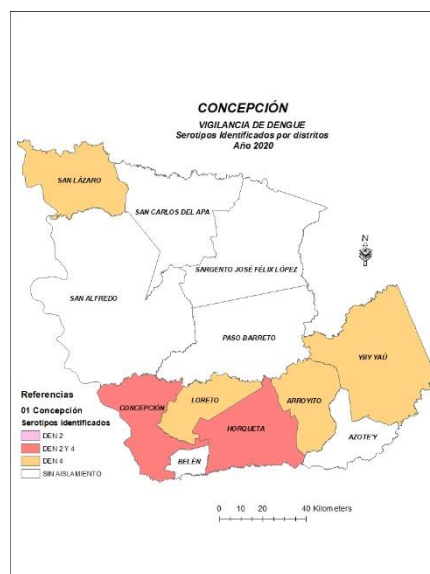 CONCEPCIÓN
VIGILANCIA DE DENGUE
Serotipos Identificados por distritos
Año 2020
SAN LÁZARO
SAN CARLOS DEL APA
N
SARGENTO JOSÉ FÉLIX LÓPEZ
SAN ALFREDO
PASO BARRETO
YBY YAÚ
Referencias
01 Concepción
Serotipos Identificados
DEN 2
DEN 2 Y 4
DEN 4
SIN AISLAMIENTO
CONCEPCIÓN
LORETO
ARROYITO
HORQUETA
AZOTE'Y
BELÉN
0 10 20 40 Kilometers